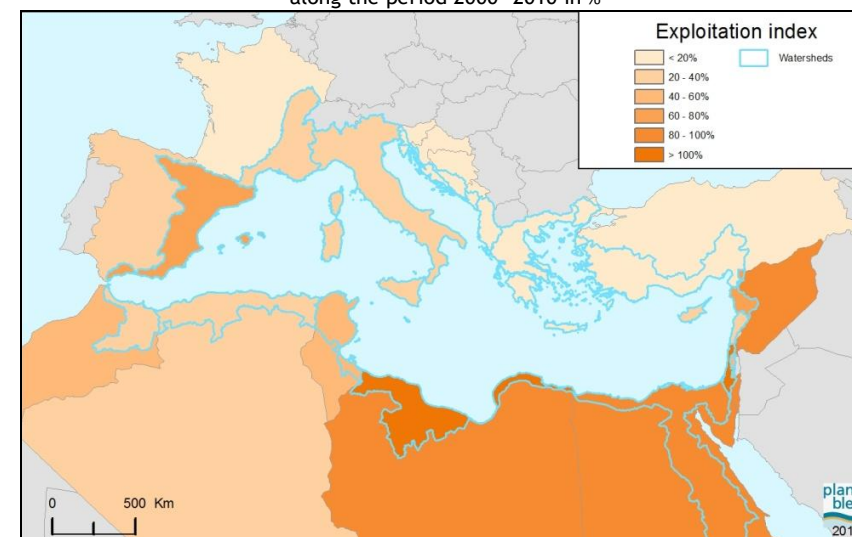 along the period 2000- 2010 in %
Exploitation index
< 20%
Watersheds
20 - 40%
40 - 60%
60 - 80%
80 - 100%
> 100%
0 500 Km
plan
ble
201